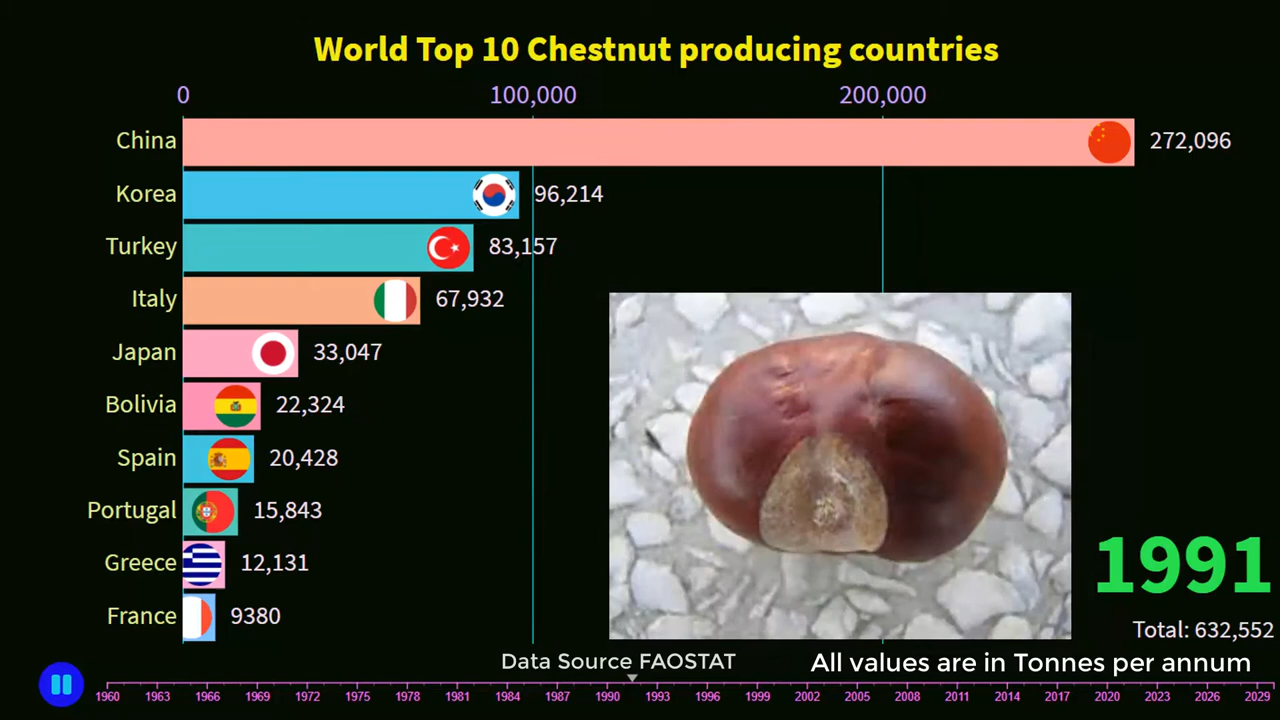 World Top 10 Chestnut producing countries
0 100,000 200,000
China 272,096
Korea 96,214
Turkey 83,157
Italy 67,932
Japan 33,047
Bolivia 22,324
Spain 20,428
Portugal 15,843
Greece 12,131
France 9380
1991
Total: 632,552
Data Source FAOSTAT
All values are in Tonnes per annum
1960 1963 1966 1969 1972 1975 1978 1981 1984 1987 1990 1993 1996 1999 2002 2005 2008 2011 2014 2017 2020 2023 2026 2029